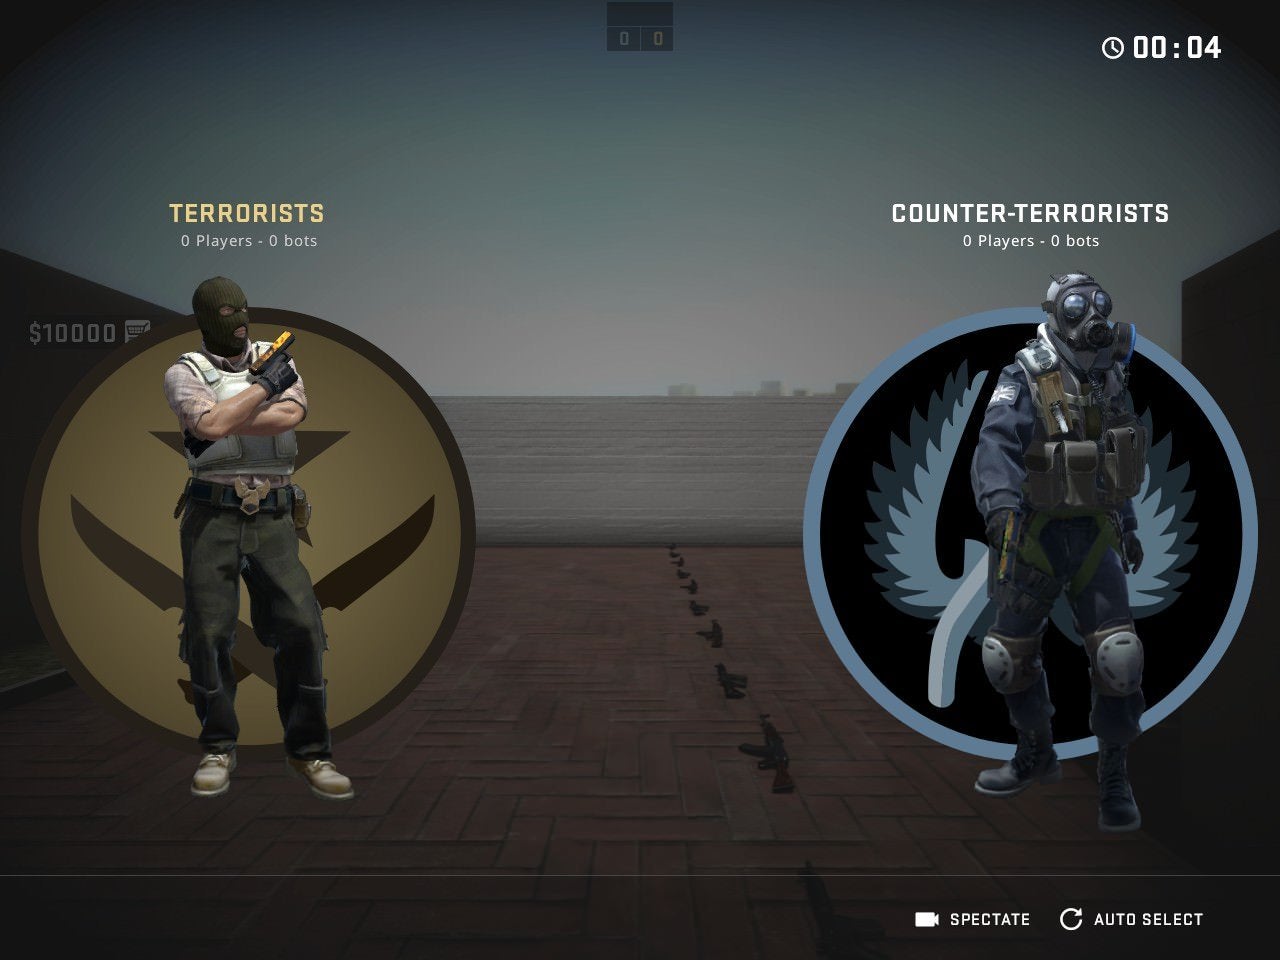 0 0
00:04
TERRORISTS
0 Players - 0 bots
COUNTER-TERRORISTS
0 Players - 0 bots
$10000
SPECTATE
AUTO SELECT